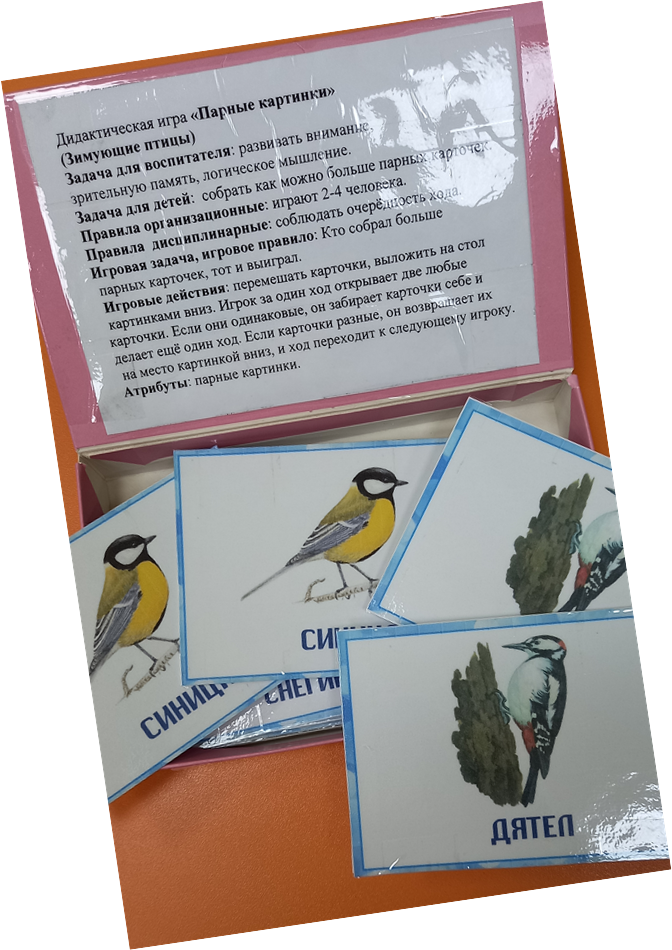 Дидактическая игра «Парные картинки»
(Зимующие птицы)
Задача для воспитателя: развивать внимание,
зрительную память, логическое мышление.
Задача для детей: собрать как можно больше парных карточек.
Правила организационные: играют 2-4 человека.
Правила дисциплинарные: соблюдать очерёдность хода.
Игровая задача, игровое правило: Кто собрал больше
парных карточек, тот и выиграл.
Игровые действия: перемешать карточки, выложить на стол
картинками вниз. Игрок за один ход открывает две любые
карточки. Если они одинаковые, он забирает карточки себе и
делает ещё один ход. Если карточки разные, он возвращает их
на место картинкой вниз, и ход переходит к следующему игроку.
Атрибуты: парные картинки.
ДЯТЕЛ